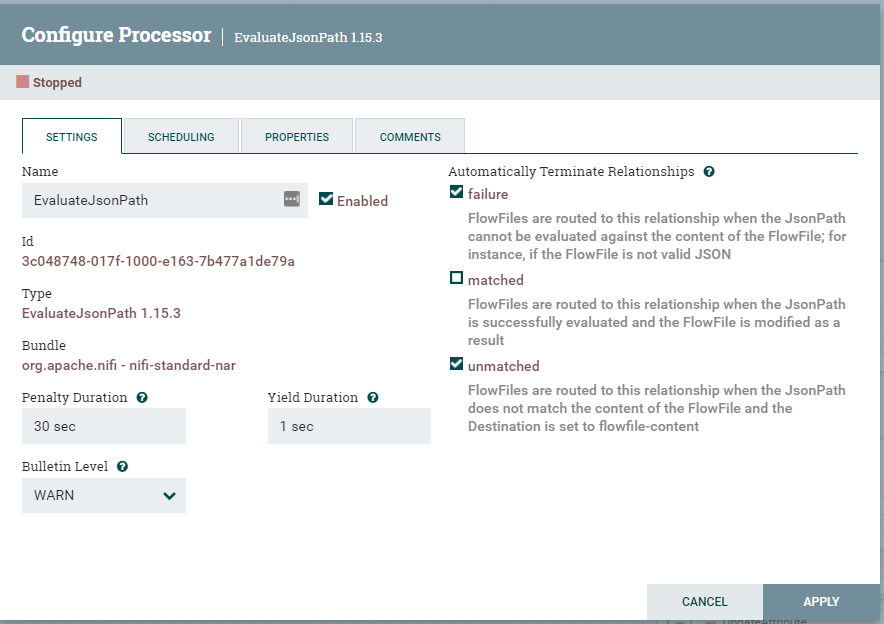 Configure Processor | EvaluateJsonPath 1.15.3
Stopped
SETTINGS SCHEDULING PROPERTIES COMMENTS
Name
EvaluateJsonPath
Enabled
Id
3c048748-017f-1000-e163-7b477a1de79a
Type
EvaluateJsonPath 1.15.3
Bundle
org.apache.nifi - nifi-standard-nar
Penalty Duration ?
30 sec
Yield Duration ?
1 sec
Bulletin Level ?
WARN
Automatically Terminate Relationships ?
failure
FlowFiles are routed to this relationship when the JsonPath
cannot be evaluated against the content of the FlowFile; for
instance, if the FlowFile is not valid JSON
matched
FlowFiles are routed to this relationship when the JsonPath
is successfully evaluated and the FlowFile is modified as a
result
unmatched
FlowFiles are routed to this relationship when the JsonPath
does not match the content of the FlowFile and the
Destination is set to flowfile-content
CANCEL APPLY
UpdateAttribute